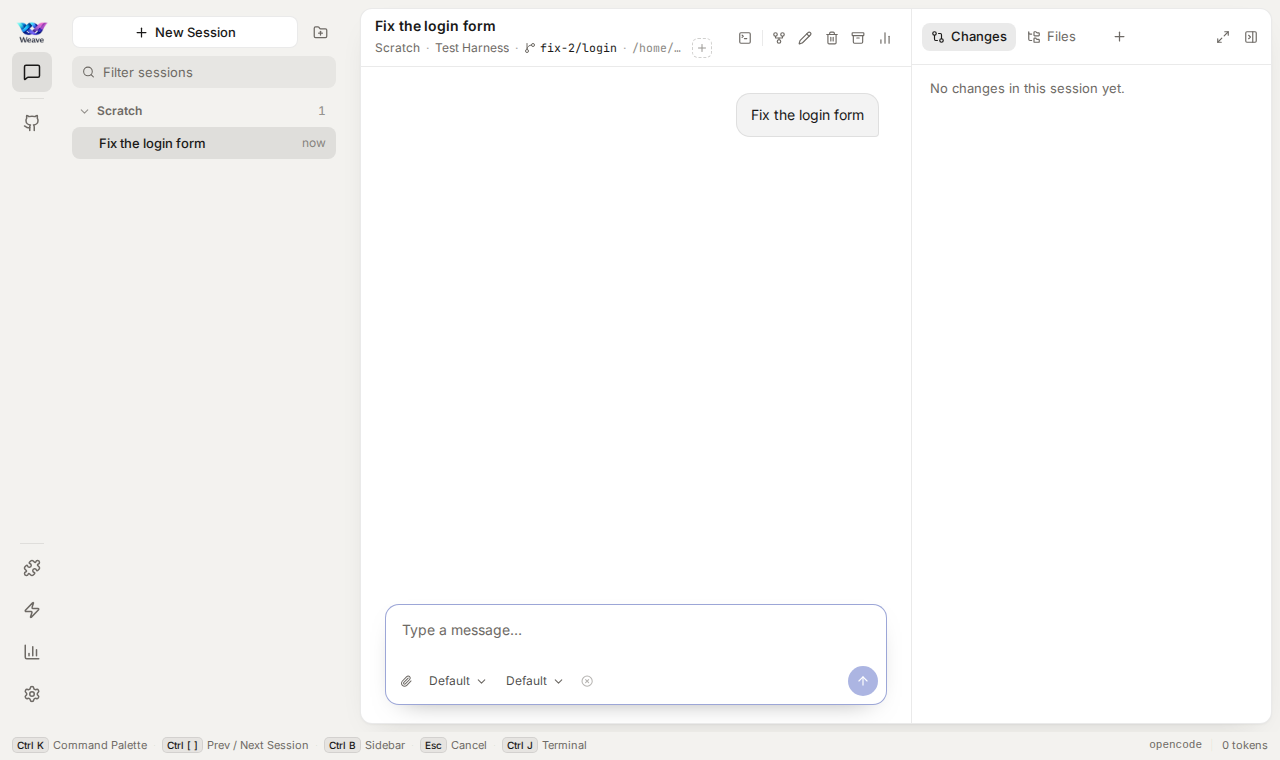 Weave
New Session
Filter sessions
Scratch 1
Fix the login form now
Fix the login form
Scratch · Test Harness · fix-2/login · /home/…
Fix the login form
Type a message...
Default Default
Changes Files
No changes in this session yet.
Ctrl K Command Palette Ctrl [ ] Prev / Next Session Ctrl B Sidebar Esc Cancel Ctrl J Terminal
opencode 0 tokens